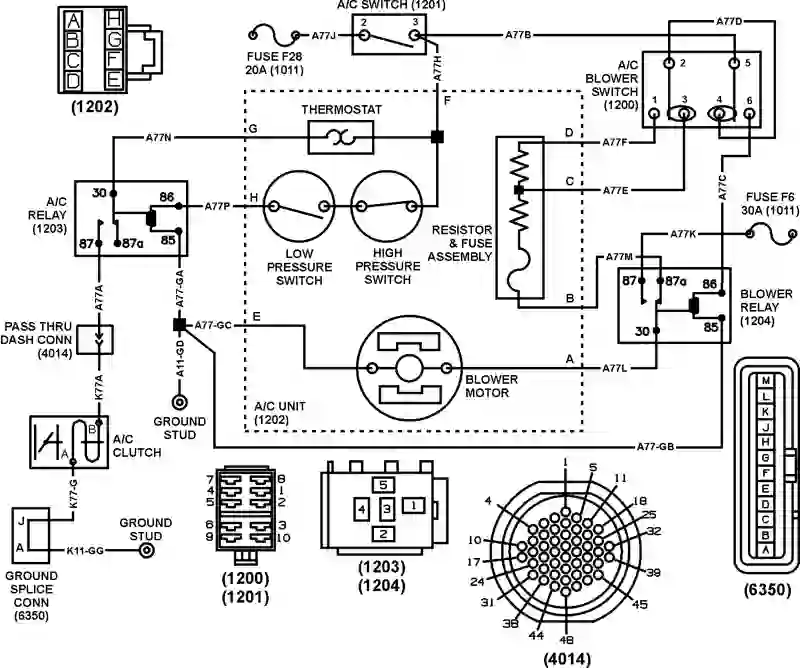 A/C SWITCH (1201)
2 3
A77J
FUSE F28
20A (1011)
A77B
A77D
A77H
A H
B G
C F
D E
(1202)
A/C
BLOWER
SWITCH
(1200)
2 5
1 3 4 6
F
THERMOSTAT
G
A77N
D
A77F
C
A77E
A77C
A/C
RELAY
(1203)
30
86
85
87 87a
A77P
H
LOW
PRESSURE
SWITCH
HIGH
PRESSURE
SWITCH
RESISTOR
& FUSE
ASSEMBLY
FUSE F6
30A (1011)
A77K
A77M
B
87 87a
86
30
85
BLOWER
RELAY
(1204)
A77A
A77-GA
A77-GC
E
A11-GD
GROUND
STUD
PASS THRU
DASH CONN
(4014)
K77A
A
A77L
BLOWER
MOTOR
A/C UNIT
(1202)
A77-GB
B
A
A/C
CLUTCH
K77-G
J
A
K11-GG
GROUND
STUD
GROUND
SPLICE
CONN
(6350)
7 8
4 1
5 2
6 3
9 10
(1200)
(1201)
5
4 3 1
2
(1203)
(1204)
1
5
11
4
18
25
32
10
17
24
39
31
45
38
44
48
(4014)
M
L
K
J
H
G
F
E
D
C
B
A
(6350)